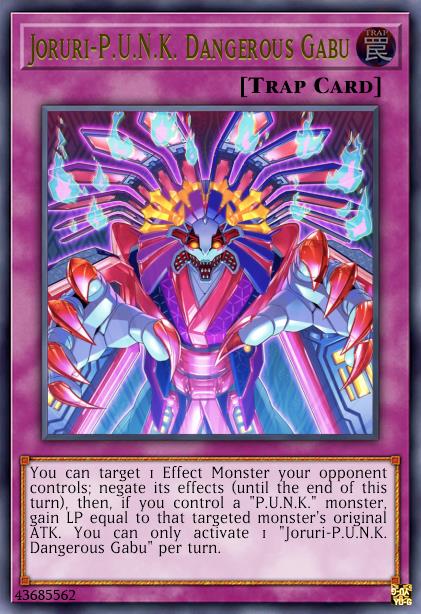 Joruri-P.U.N.K. Dangerous Gabu
TRAP
罠
[Trap Card]
You can target 1 Effect Monster your opponent
controls; negate its effects (until the end of this
turn), then, if you control a "P.U.N.K." monster,
gain LP equal to that targeted monster's original
ATK. You can only activate 1 "Joruri-P.U.N.K.
Dangerous Gabu" per turn.
43685562